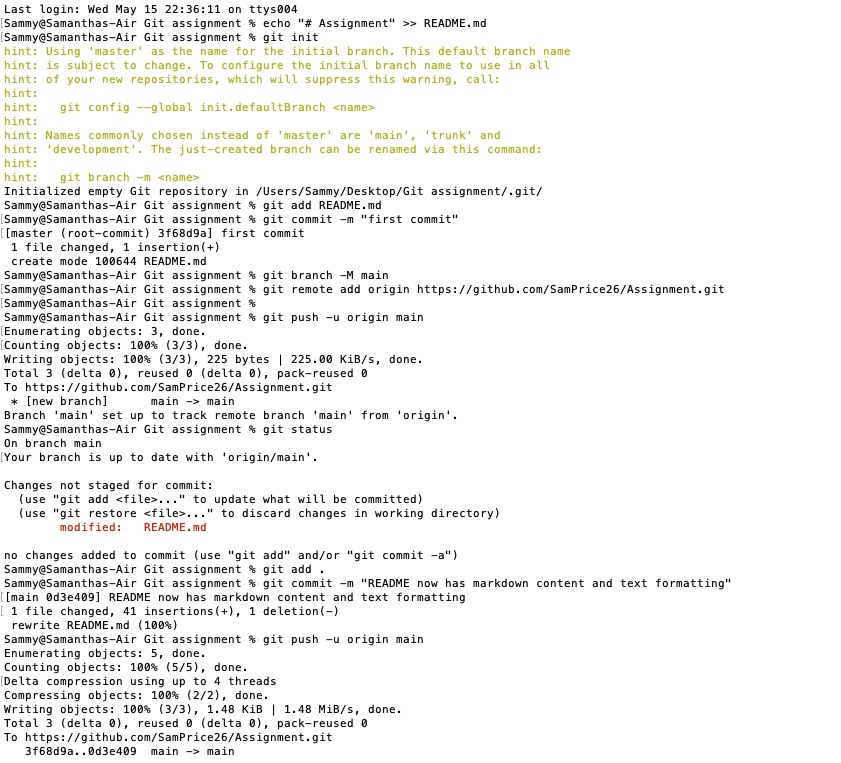 Last login: Wed May 15 22:36:11 on ttys004
[Sammy@Samanthas-Air Git assignment % echo "# Assignment" >> README.md
[Sammy@Samanthas-Air Git assignment % git init
hint: Using 'master' as the name for the initial branch. This default branch name
hint: is subject to change. To configure the initial branch name to use in all
hint: of your new repositories, which will suppress this warning, call:
hint:
hint:   git config --global init.defaultBranch <name>
hint:
hint: Names commonly chosen instead of 'master' are 'main', 'trunk' and
hint: 'development'. The just-created branch can be renamed via this command:
hint:
hint:   git branch -m <name>
Initialized empty Git repository in /Users/Sammy/Desktop/Git assignment/.git/
Sammy@Samanthas-Air Git assignment % git add README.md
[Sammy@Samanthas-Air Git assignment % git commit -m "first commit"
[[master (root-commit) 3f68d9a] first commit
 1 file changed, 1 insertion(+)
 create mode 100644 README.md
Sammy@Samanthas-Air Git assignment % git branch -M main
[Sammy@Samanthas-Air Git assignment % git remote add origin https://github.com/SamPrice26/Assignment.git
[Sammy@Samanthas-Air Git assignment %
Sammy@Samanthas-Air Git assignment % git push -u origin main
[Enumerating objects: 3, done.
[Counting objects: 100% (3/3), done.
Writing objects: 100% (3/3), 225 bytes | 225.00 KiB/s, done.
Total 3 (delta 0), reused 0 (delta 0), pack-reused 0
To https://github.com/SamPrice26/Assignment.git
 * [new branch]      main -> main
Branch 'main' set up to track remote branch 'main' from 'origin'.
Sammy@Samanthas-Air Git assignment % git status
On branch main
[Your branch is up to date with 'origin/main'.

Changes not staged for commit:
  (use "git add <file>..." to update what will be committed)
  (use "git restore <file>..." to discard changes in working directory)
        modified:   README.md

no changes added to commit (use "git add" and/or "git commit -a")
Sammy@Samanthas-Air Git assignment % git add .
Sammy@Samanthas-Air Git assignment % git commit -m "README now has markdown content and text formatting"
[[main 0d3e409] README now has markdown content and text formatting
[ 1 file changed, 41 insertions(+), 1 deletion(-)
 rewrite README.md (100%)
Sammy@Samanthas-Air Git assignment % git push -u origin main
Enumerating objects: 5, done.
Counting objects: 100% (5/5), done.
[Delta compression using up to 4 threads
Compressing objects: 100% (2/2), done.
Writing objects: 100% (3/3), 1.48 KiB | 1.48 MiB/s, done.
Total 3 (delta 0), reused 0 (delta 0), pack-reused 0
To https://github.com/SamPrice26/Assignment.git
   3f68d9a..0d3e409  main -> main